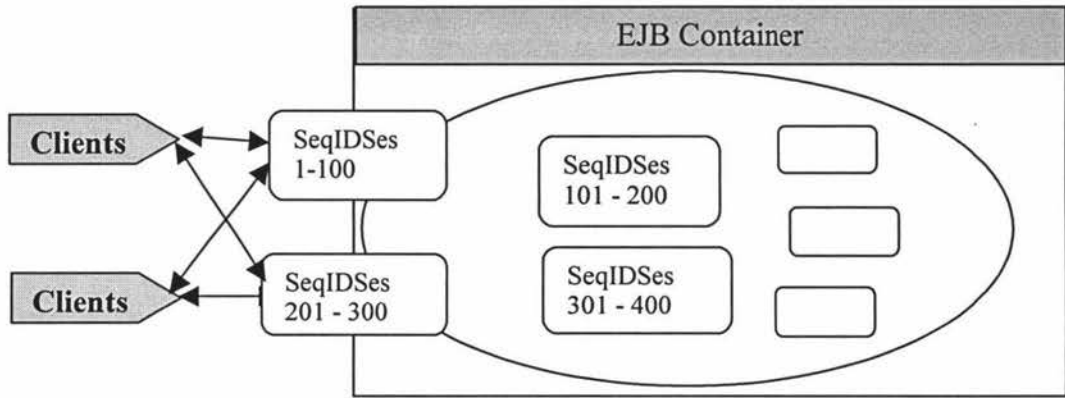 EJB Container
Clients
SeqIDSes
1-100
SeqIDSes
101 - 200
Clients
SeqIDSes
201 - 300
SeqIDSes
301 - 400